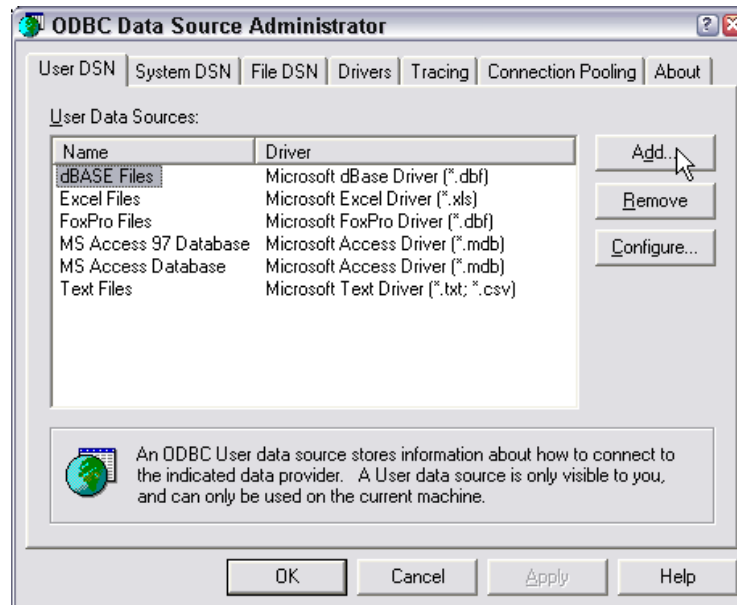 ODBC Data Source Administrator
User DSN System DSN File DSN Drivers Tracing Connection Pooling About
User Data Sources:
Name Driver
dBASE Files Microsoft dBase Driver (*.dbf)
Excel Files Microsoft Excel Driver (*.xls)
FoxPro Files Microsoft FoxPro Driver (*.dbf)
MS Access 97 Database Microsoft Access Driver (*.mdb)
MS Access Database Microsoft Access Driver (*.mdb)
Text Files Microsoft Text Driver (*.txt; *.csv)
Add...
Remove
Configure...
An ODBC User data source stores information about how to connect to
the indicated data provider. A User data source is only visible to you,
and can only be used on the current machine.
OK Cancel Apply Help